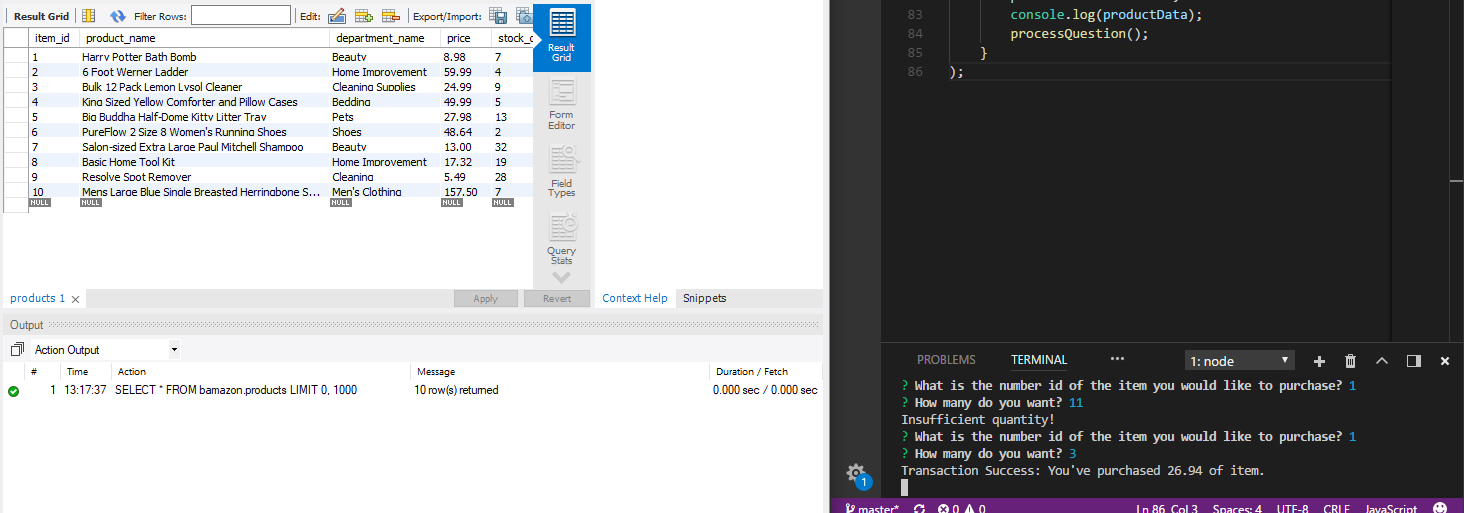 Result Grid Filter Rows: Edit: Export/Import:
item_id product_name department_name price stock_
1 Harry Potter Bath Bomb Beauty 8.98 7
2 6 Foot Werner Ladder Home Improvement 59.99 4
3 Bulk 12 Pack Lemon Lysol Cleaner Cleaning Supplies 24.99 9
4 King Sized Yellow Comforter and Pillow Cases Bedding 49.99 5
5 Big Buddha Half-Dome Kitty Litter Tray Pets 27.98 13
6 PureFlow 2 Size 8 Women's Running Shoes Shoes 48.64 2
7 Salon-sized Extra Large Paul Mitchell Shampoo Beauty 13.00 32
8 Basic Home Tool Kit Home Improvement 17.32 19
9 Resolve Spot Remover Cleaning 5.49 28
10 Mens Large Blue Single Breasted Herringbone S... Men's Clothing 157.50 7
NULL NULL NULL NULL NULL
Result
Grid
Form
Editor
Field
Types
Query
Stats
products 1 Apply Revert
Context Help Snippets
Output
Action Output
# Time Action Message Duration / Fetch
1 13:17:37 SELECT * FROM bamazon.products LIMIT 0, 1000 10 row(s) returned 0.000 sec / 0.000 sec
83 console.log(productData);
84 processQuestion();
85 }
86 );
PROBLEMS TERMINAL ••• 1: node
? What is the number id of the item you would like to purchase? 1
? How many do you want? 11
Insufficient quantity!
? What is the number id of the item you would like to purchase? 1
? How many do you want? 3
Transaction Success: You've purchased 26.94 of item.
1
master* 0 0 Ln 86, Col 3 Spaces: 4 UTF-8 CRLF JavaScript